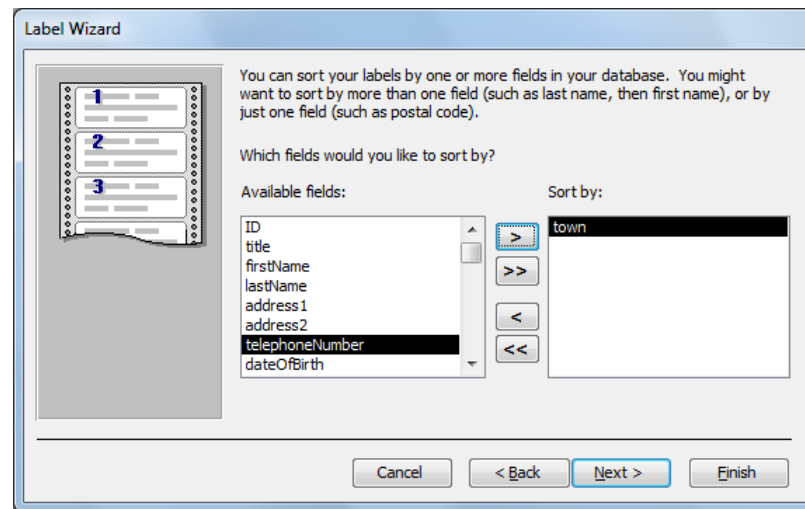 Label Wizard
You can sort your labels by one or more fields in your database. You might
want to sort by more than one field (such as last name, then first name), or by
just one field (such as postal code).
Which fields would you like to sort by?
Available fields:
Sort by:
1
2
3
ID
title
firstName
lastName
address1
address2
telephoneNumber
dateOfBirth
>
>>
<
<<
town
Cancel
< Back
Next >
Finish